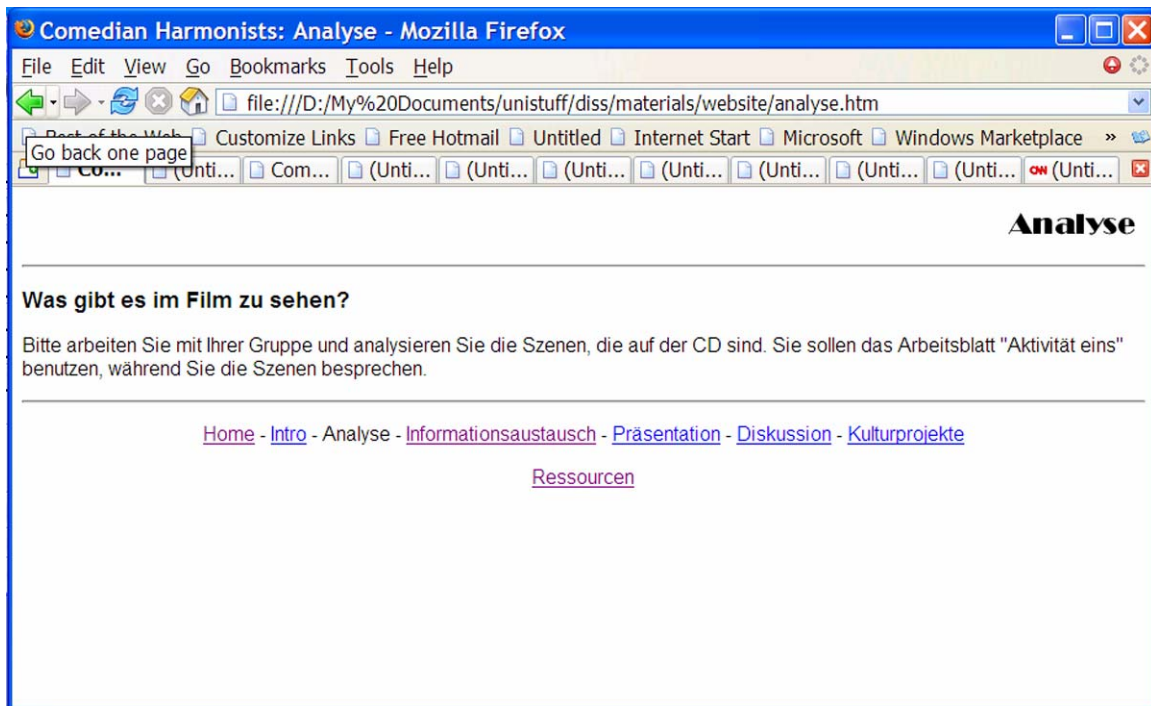 Comedian Harmonists: Analyse - Mozilla Firefox
File Edit View Go Bookmarks Tools Help
file:///D:/My%20Documents/unistuff/diss/materials/website/analyse.htm
Customize Links Free Hotmail Untitled Internet Start Microsoft Windows Marketplace »
Go back one page
Co... (Unti... Com... (Unti... (Unti... (Unti... (Unti... (Unti... (Unti... (Unti... CNN (Unti...
Analyse
Was gibt es im Film zu sehen?
Bitte arbeiten Sie mit Ihrer Gruppe und analysieren Sie die Szenen, die auf der CD sind. Sie sollen das Arbeitsblatt "Aktivität eins"
benutzen, während Sie die Szenen besprechen.
Home - Intro - Analyse - Informationsaustausch - Präsentation - Diskussion - Kulturprojekte
Ressourcen